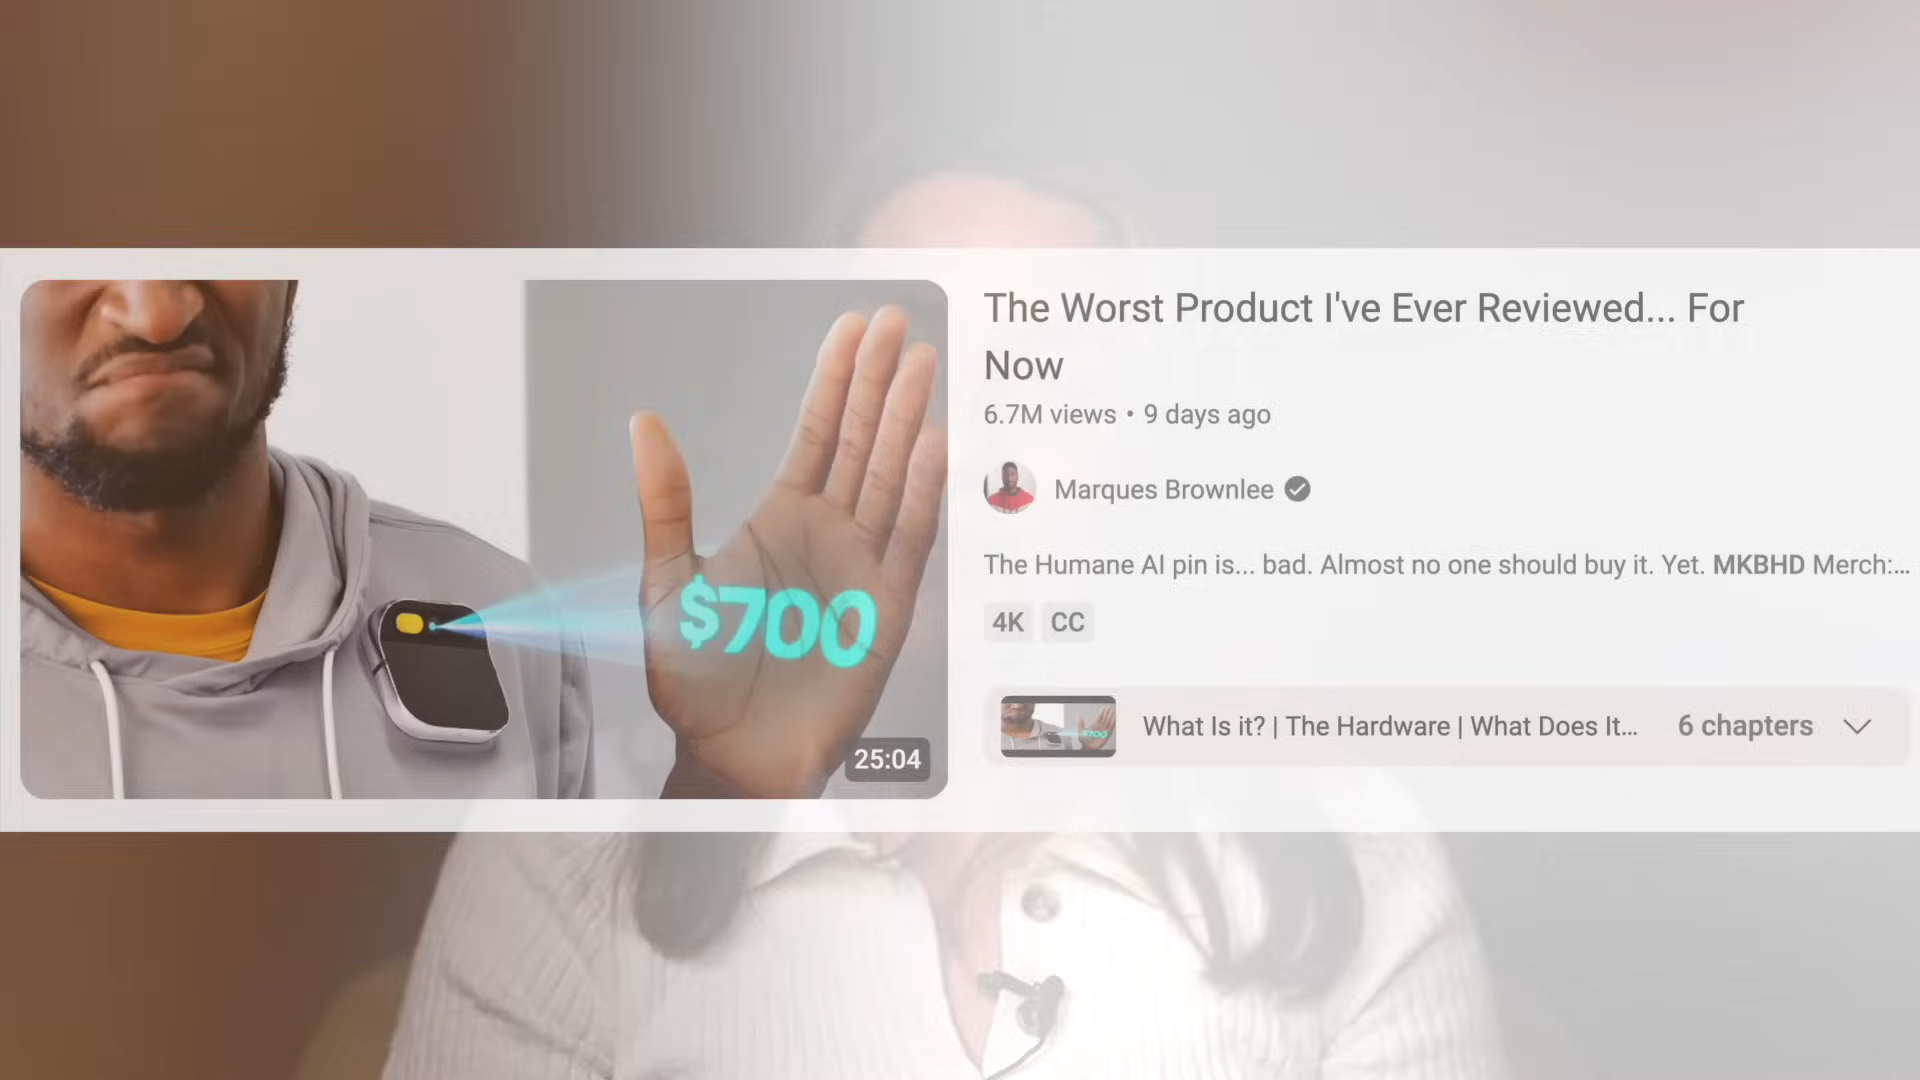 $700
25:04
The Worst Product I've Ever Reviewed... For
Now
6.7M views • 9 days ago
Marques Brownlee
The Humane AI pin is... bad. Almost no one should buy it. Yet. MKBHD Merch:...
4K CC
$700
What Is it? | The Hardware | What Does It... 6 chapters